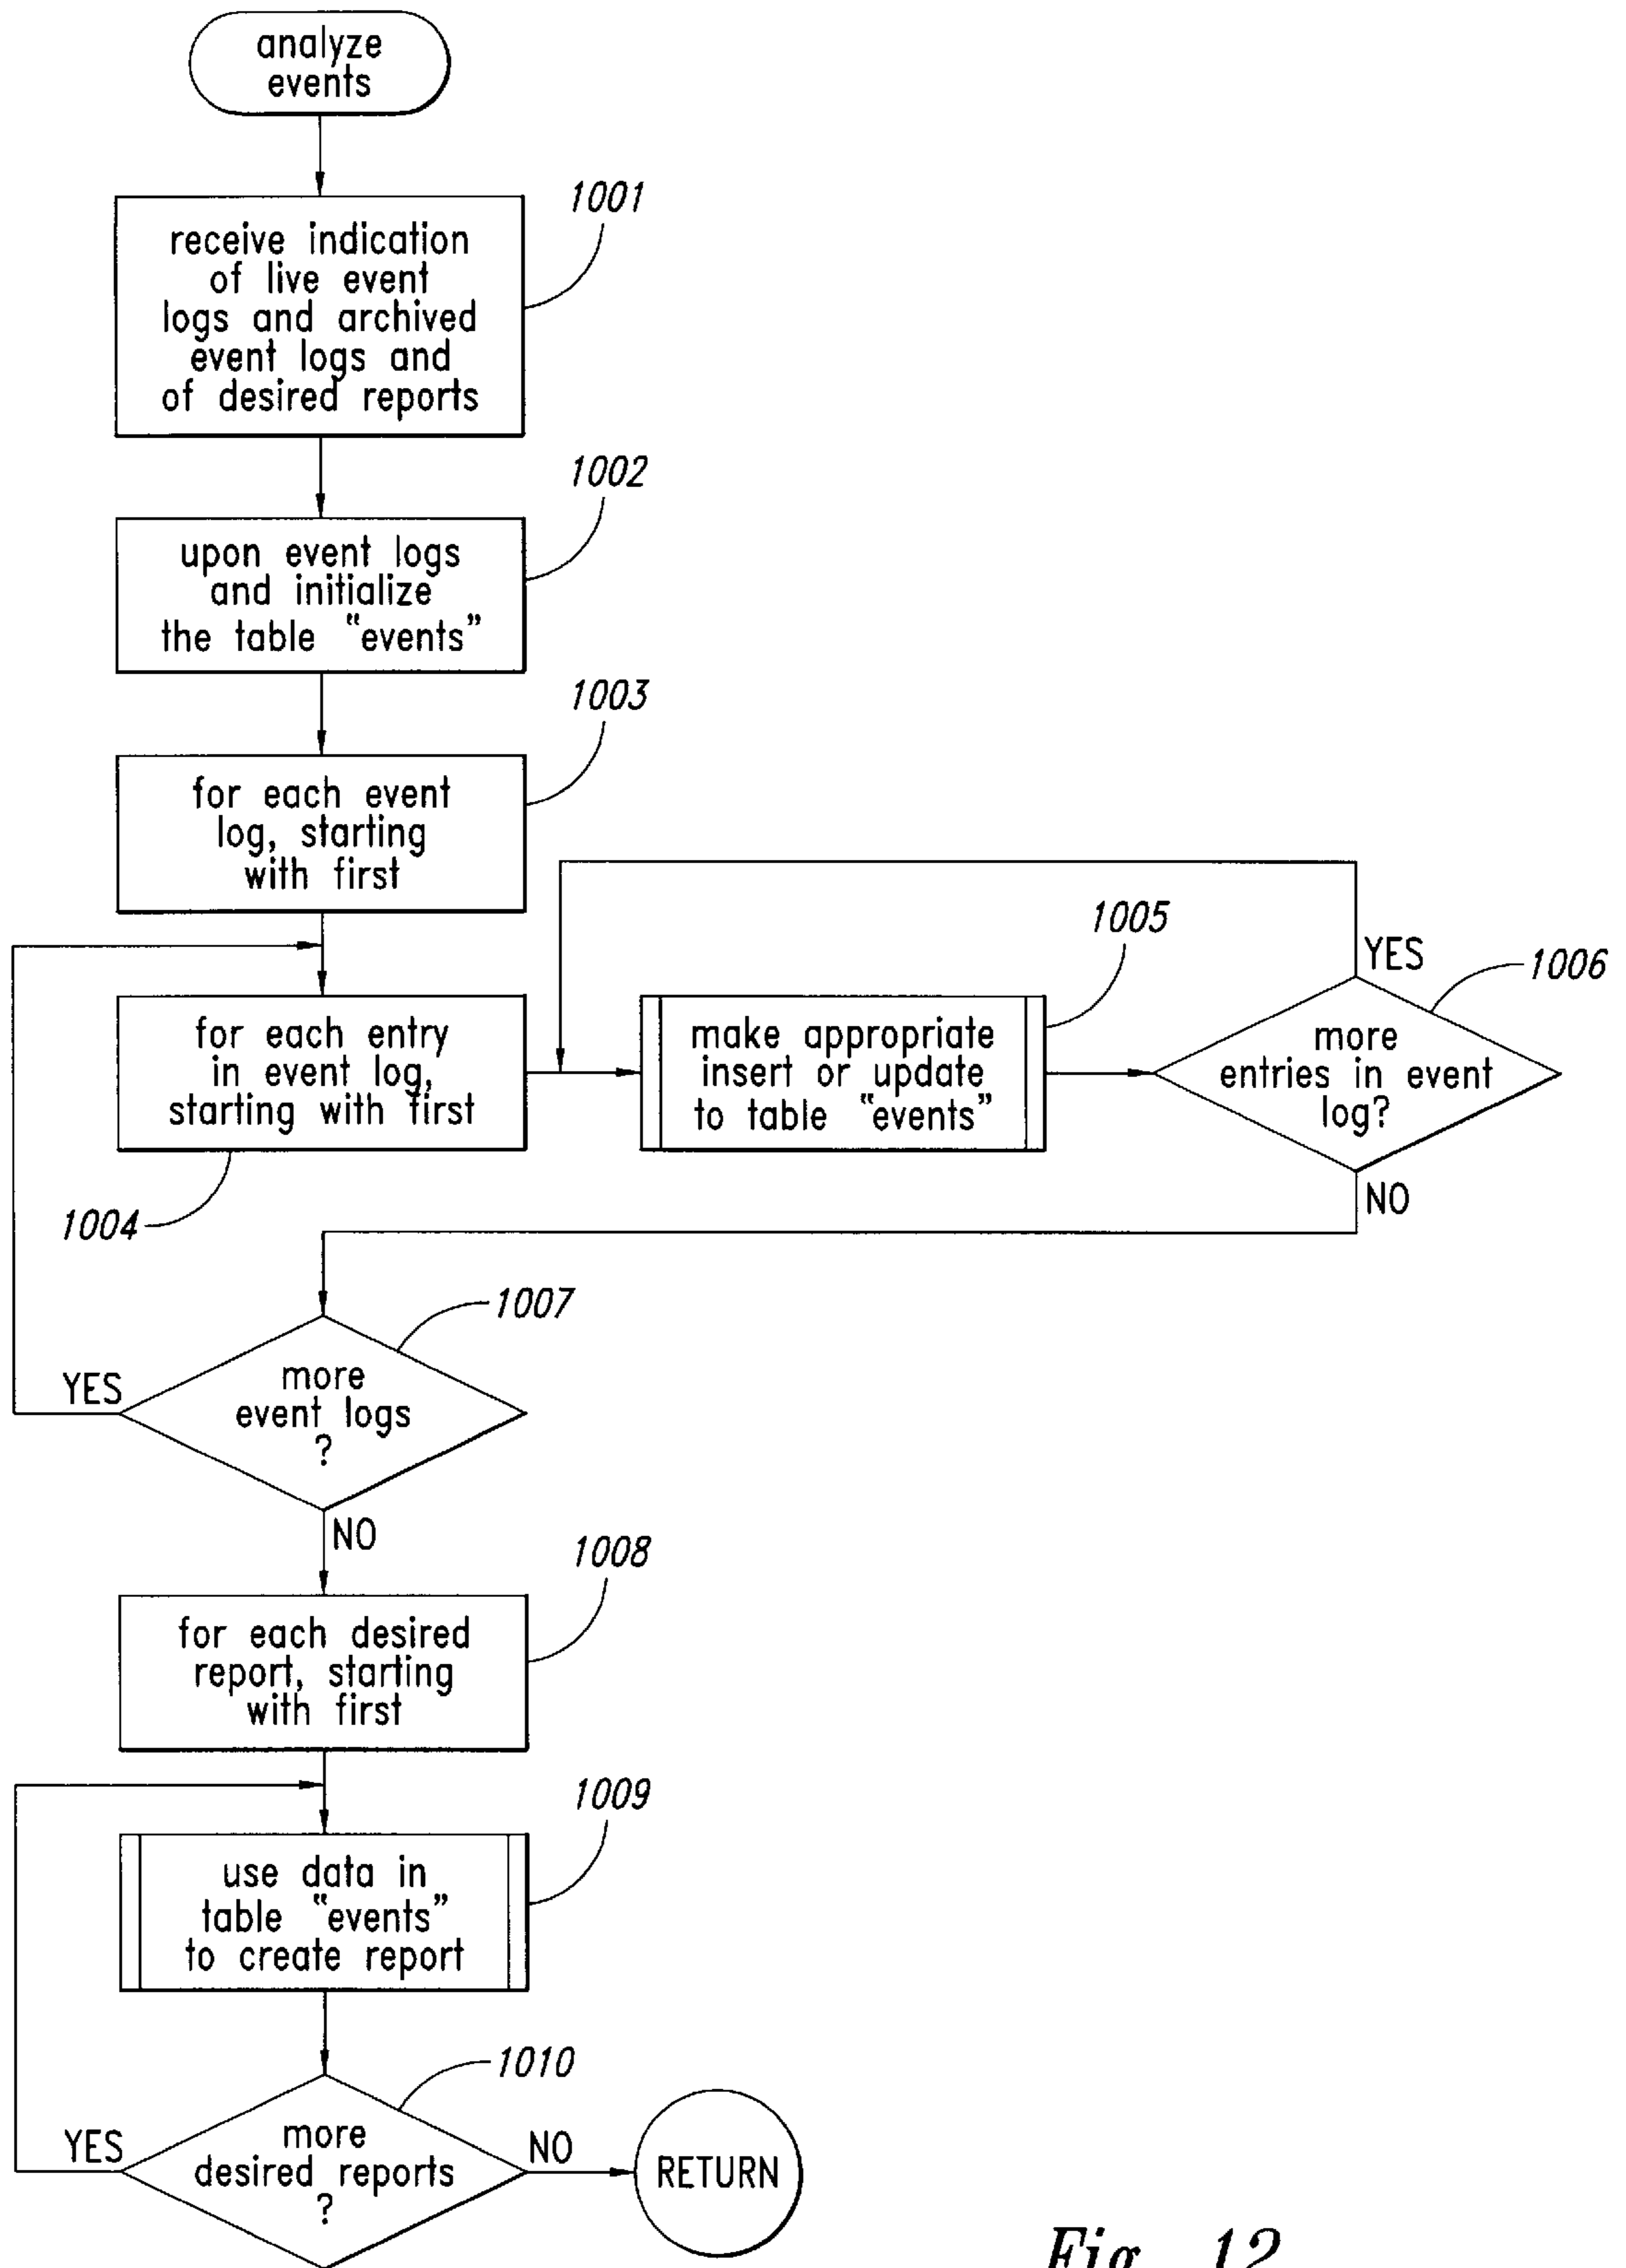 analyze
events
1001
receive indication
of live event
logs and archived
event logs and
of desired reports
1002
upon event logs
and initialize
the table “events”
1003
for each event
log, starting
with first
1005
YES
1006
for each entry
in event log,
starting with first
make appropriate
insert or update
to table “events”
more
entries in event
log?
1004
NO
1007
YES
more
event logs
?
NO
1008
for each desired
report, starting
with first
1009
use data in
table “events”
to create report
1010
YES
more
desired reports
?
NO
RETURN
Fig. 12